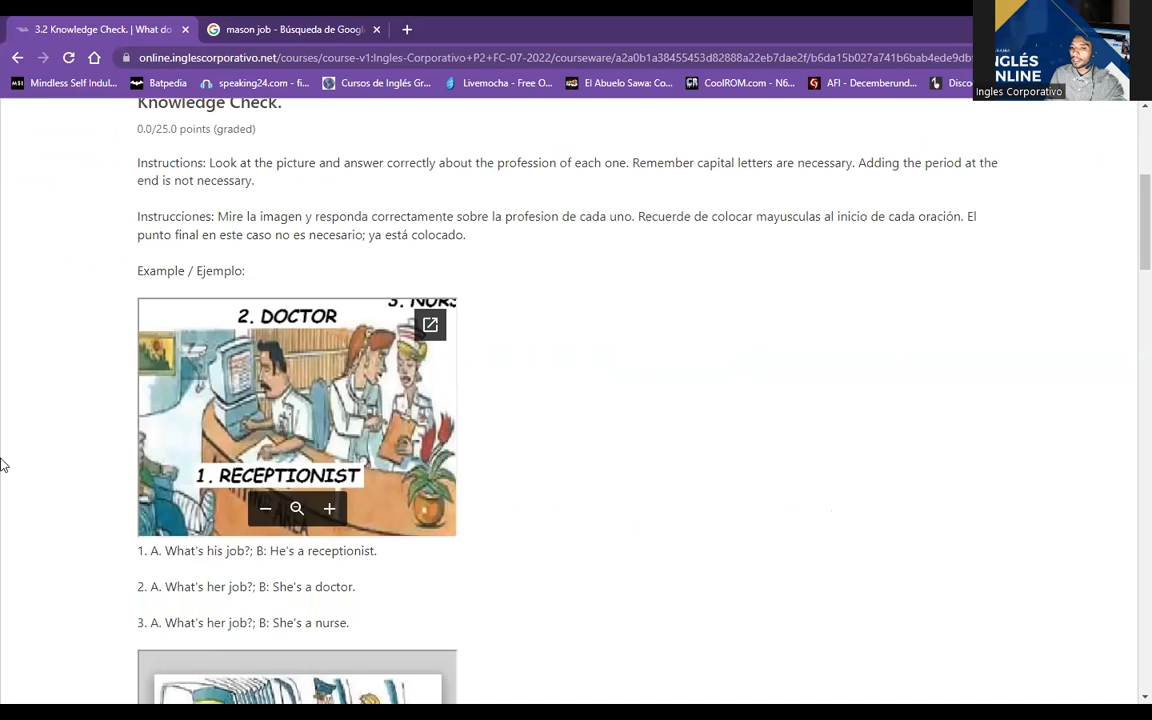 3.2 Knowledge Check. | What do
mason job - Búsqueda de Googl
online.inglescorporativo.net/courses/course-v1:Ingles-Corporativo+P2+FC-07-2022/courseware/a2a0b1a38455453d82888a22eb7dae2f/b6da15b027a741b6bab4ede9db
Mindless Self Indul...
Batpedia
speaking24.com - fi...
Cursos de Inglés Gr...
Livemocha - Free O...
El Abuelo Sawa: Co...
CoolROM.com - N6...
AFI - Decemberund...
Disco
INGLÉS
ONLINE
Ingles Corporativo
Knowledge Check.
0.0/25.0 points (graded)
Instructions: Look at the picture and answer correctly about the profession of each one. Remember capital letters are necessary. Adding the period at the
end is not necessary.
Instrucciones: Mire la imagen y responda correctamente sobre la profesion de cada uno. Recuerde de colocar mayusculas al inicio de cada oración. El
punto final en este caso no es necesario; ya está colocado.
Example / Ejemplo:
3. NURS
2. DOCTOR
1. RECEPTIONIST
1. A. What's his job?; B: He's a receptionist.
2. A. What's her job?; B: She's a doctor.
3. A. What's her job?; B: She's a nurse.